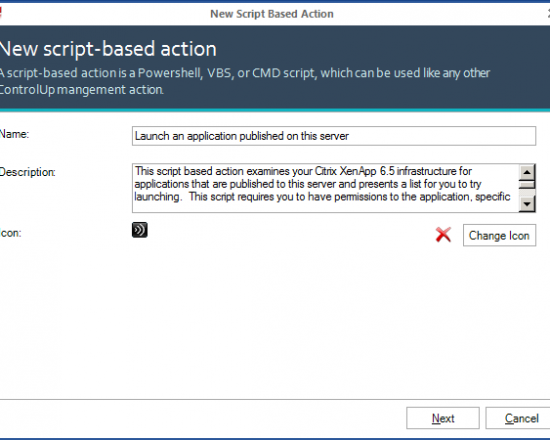 New Script Based Action
New script-based action
A script-based action is a Powershell, VBS, or CMD script, which can be used like any other
ControlUp mangement action.
Name:
Launch an application published on this server
Description:
This script based action examines your Citrix XenApp 6.5 infrastructure for
applications that are published to this server and presents a list for you to try
launching. This script requires you to have permissions to the application, specific
Icon:
Change Icon
Next
Cancel